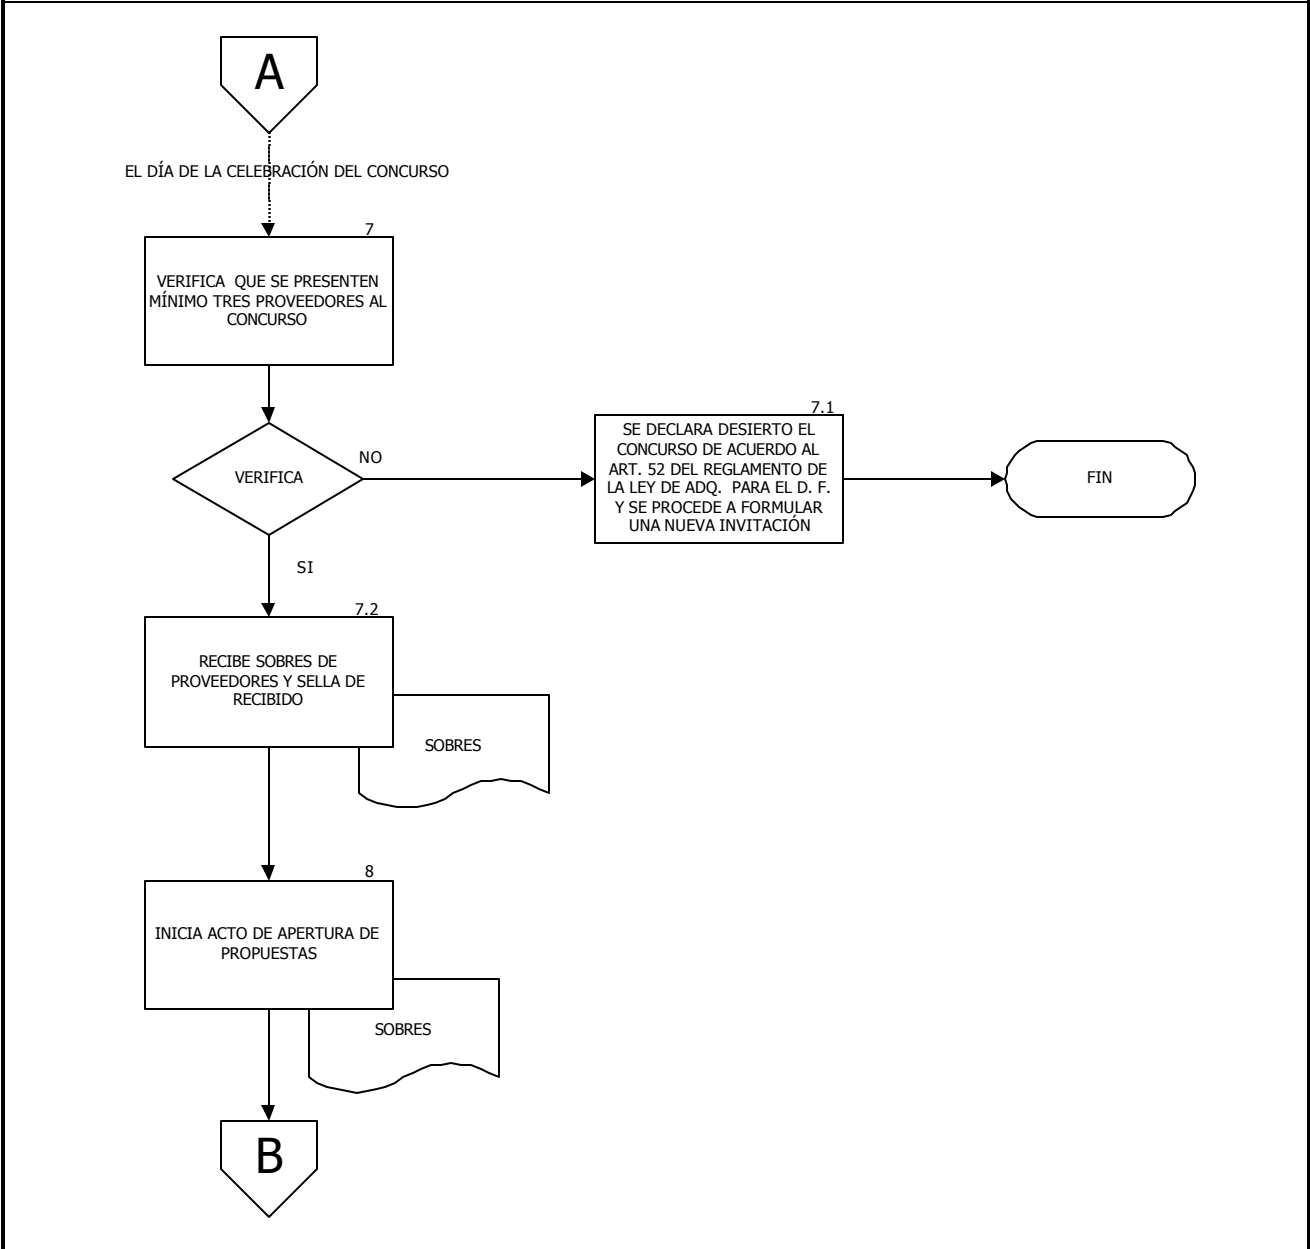 A
EL DÍA DE LA CELEBRACIÓN DEL CONCURSO
7
VERIFICA QUE SE PRESENTEN
MÍNIMO TRES PROVEEDORES AL
CONCURSO
VERIFICA
NO
7.1
SE DECLARA DESIERTO EL
CONCURSO DE ACUERDO AL
ART. 52 DEL REGLAMENTO DE
LA LEY DE ADQ. PARA EL D. F.
Y SE PROCEDE A FORMULAR
UNA NUEVA INVITACIÓN
FIN
SI
7.2
RECIBE SOBRES DE
PROVEEDORES Y SELLA DE
RECIBIDO
SOBRES
8
INICIA ACTO DE APERTURA DE
PROPUESTAS
SOBRES
B